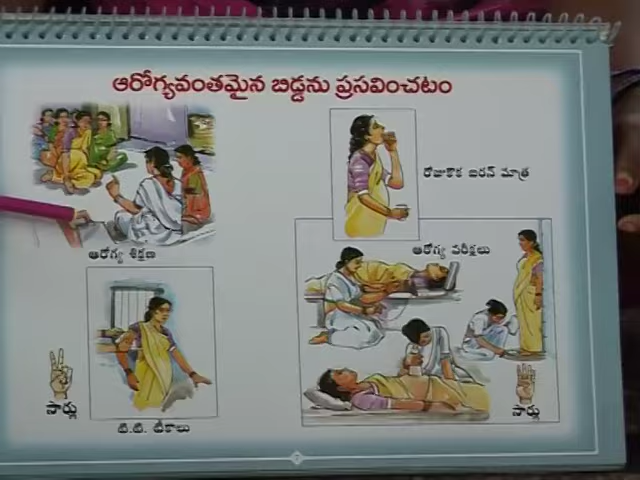 ఆరోగ్యవంతమైన బిడ్డను ప్రసవించటం
రోజుకొక ఐరన్ మాత్ర
ఆరోగ్య శిక్షణ
ఆరోగ్య పరీక్షలు
సార్లు
టి.టి. టీకాలు
సార్లు